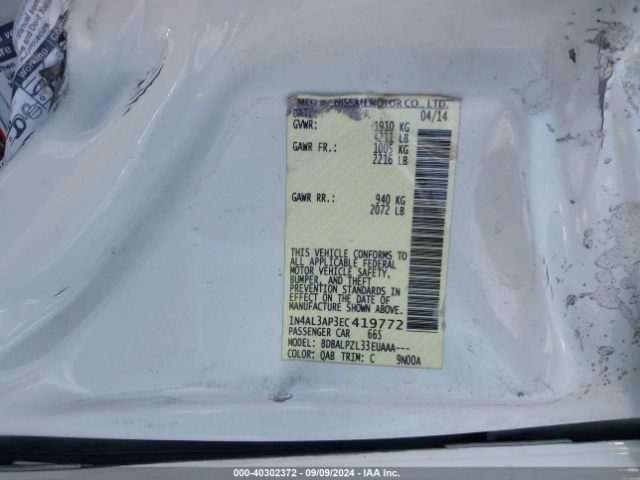 MFD BY NISSAN MOTOR CO., LTD.
DATE: 04/14
GVWR: 1910 KG
4211 LB
GAWR FR.: 1005 KG
2216 LB
GAWR RR.: 940 KG
2072 LB
THIS VEHICLE CONFORMS TO
ALL APPLICABLE FEDERAL
MOTOR VEHICLE SAFETY,
BUMPER, AND THEFT
PREVENTION STANDARDS IN
EFFECT ON THE DATE OF
MANUFACTURE SHOWN ABOVE.
1N4AL3AP3EC419772
PASSENGER CAR 665
MODEL: BDBALPZL33EUAAA---
COLOR: QAB TRIM: C 9N00A
000-40302372 - 09/09/2024 - IAA Inc.